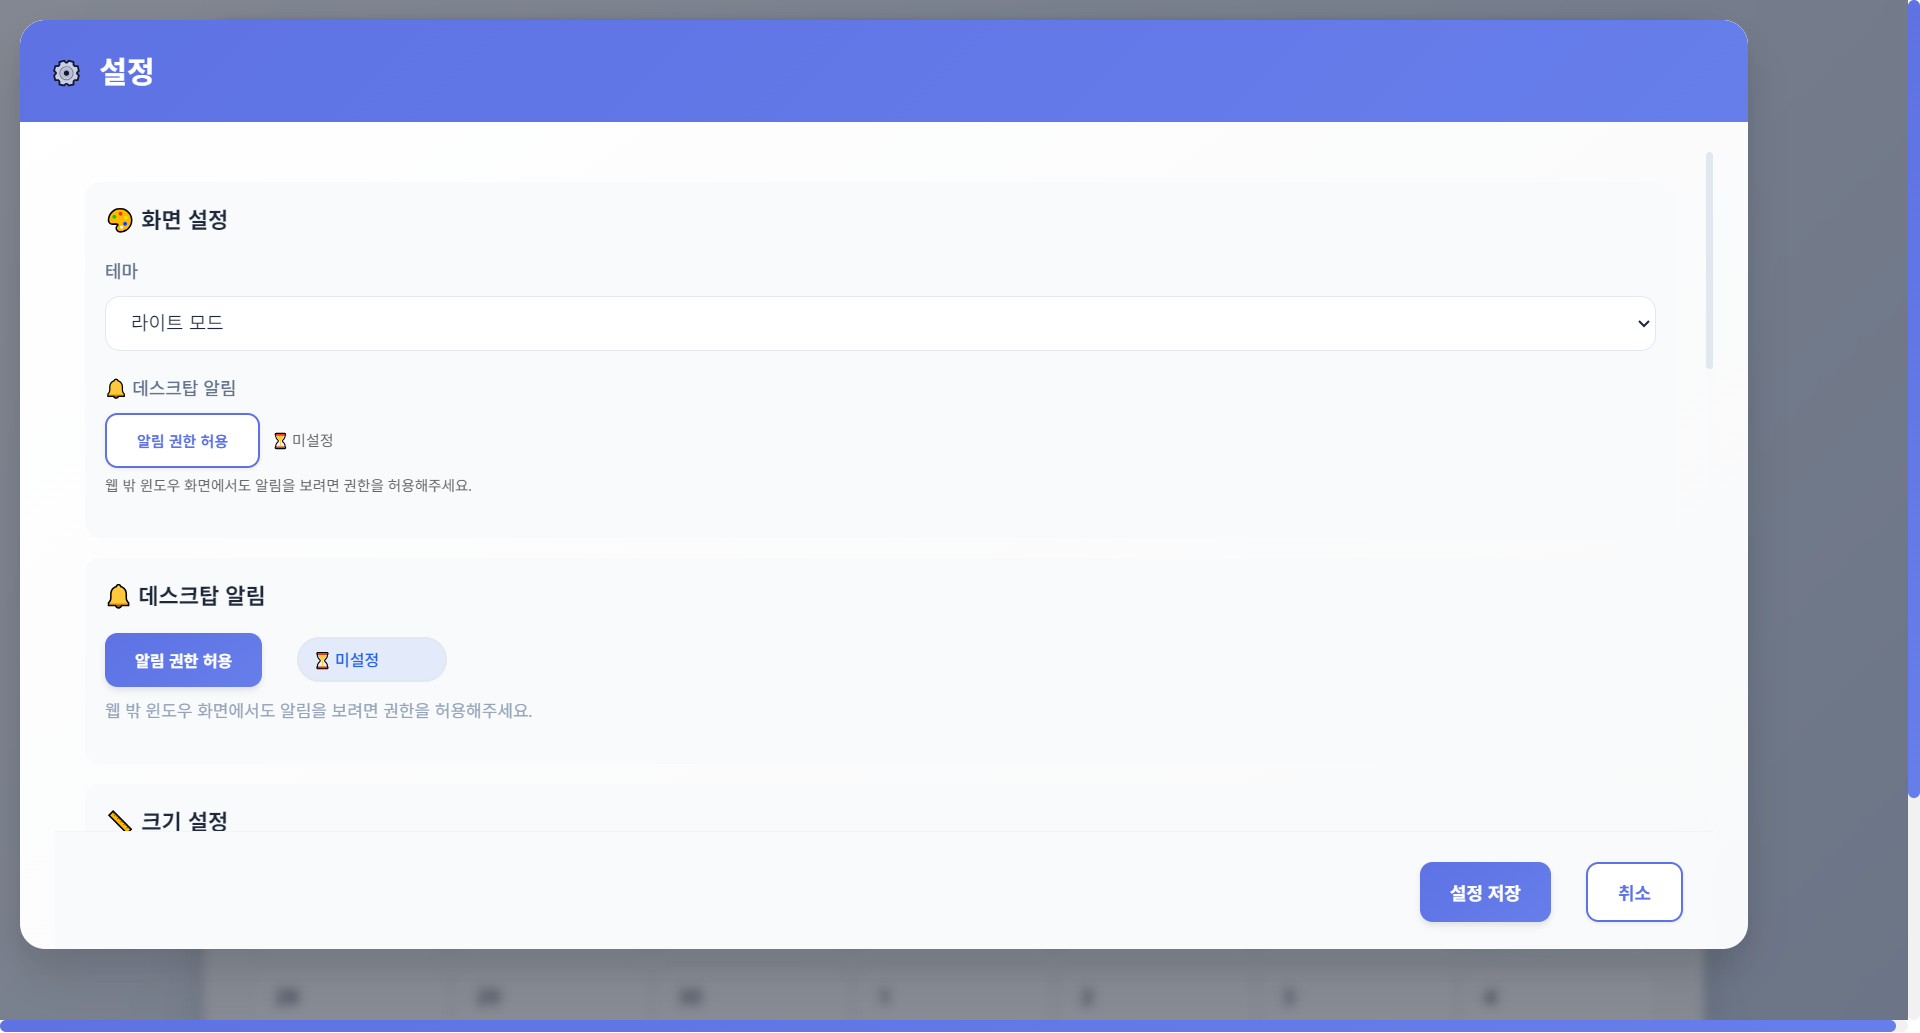 설정
화면 설정
테마
라이트 모드
데스크탑 알림
알림 권한 허용
미설정
웹 밖 윈도우 화면에서도 알림을 보려면 권한을 허용해주세요.
데스크탑 알림
알림 권한 허용
미설정
웹 밖 윈도우 화면에서도 알림을 보려면 권한을 허용해주세요.
크기 설정
설정 저장
취소